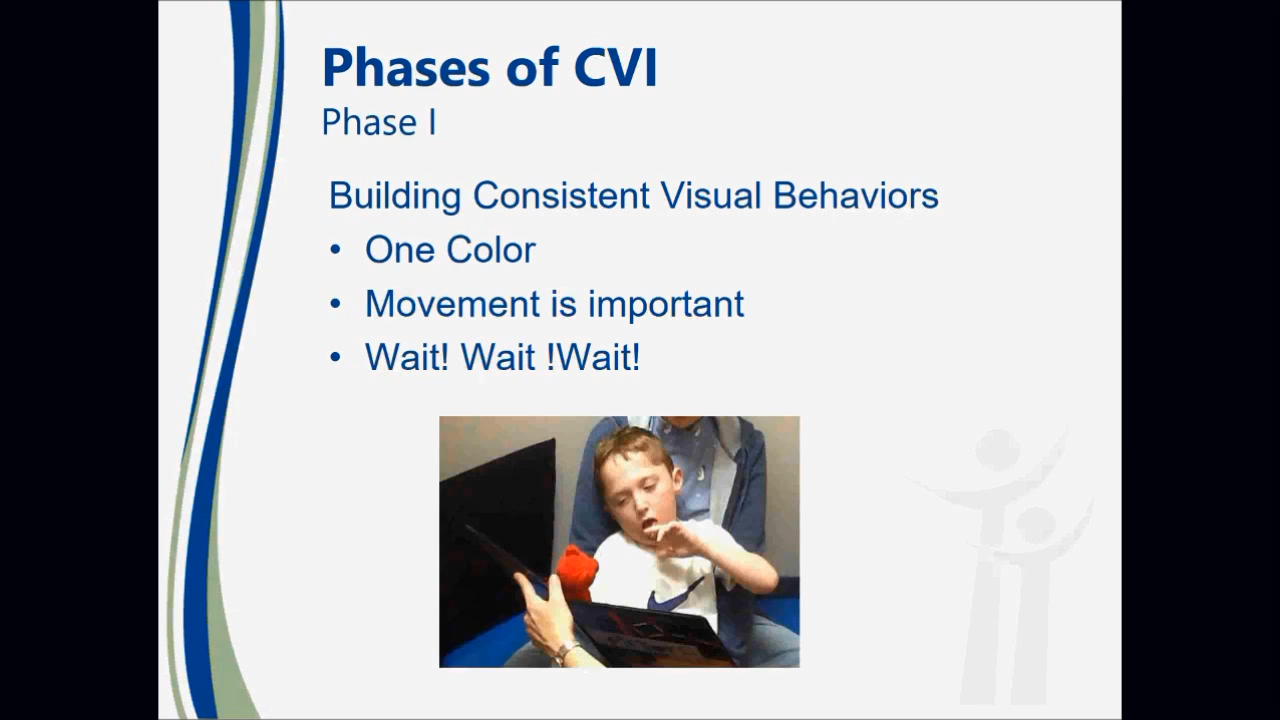 Phases of CVI
Phase I
Building Consistent Visual Behaviors
• One Color
• Movement is important
• Wait! Wait !Wait!